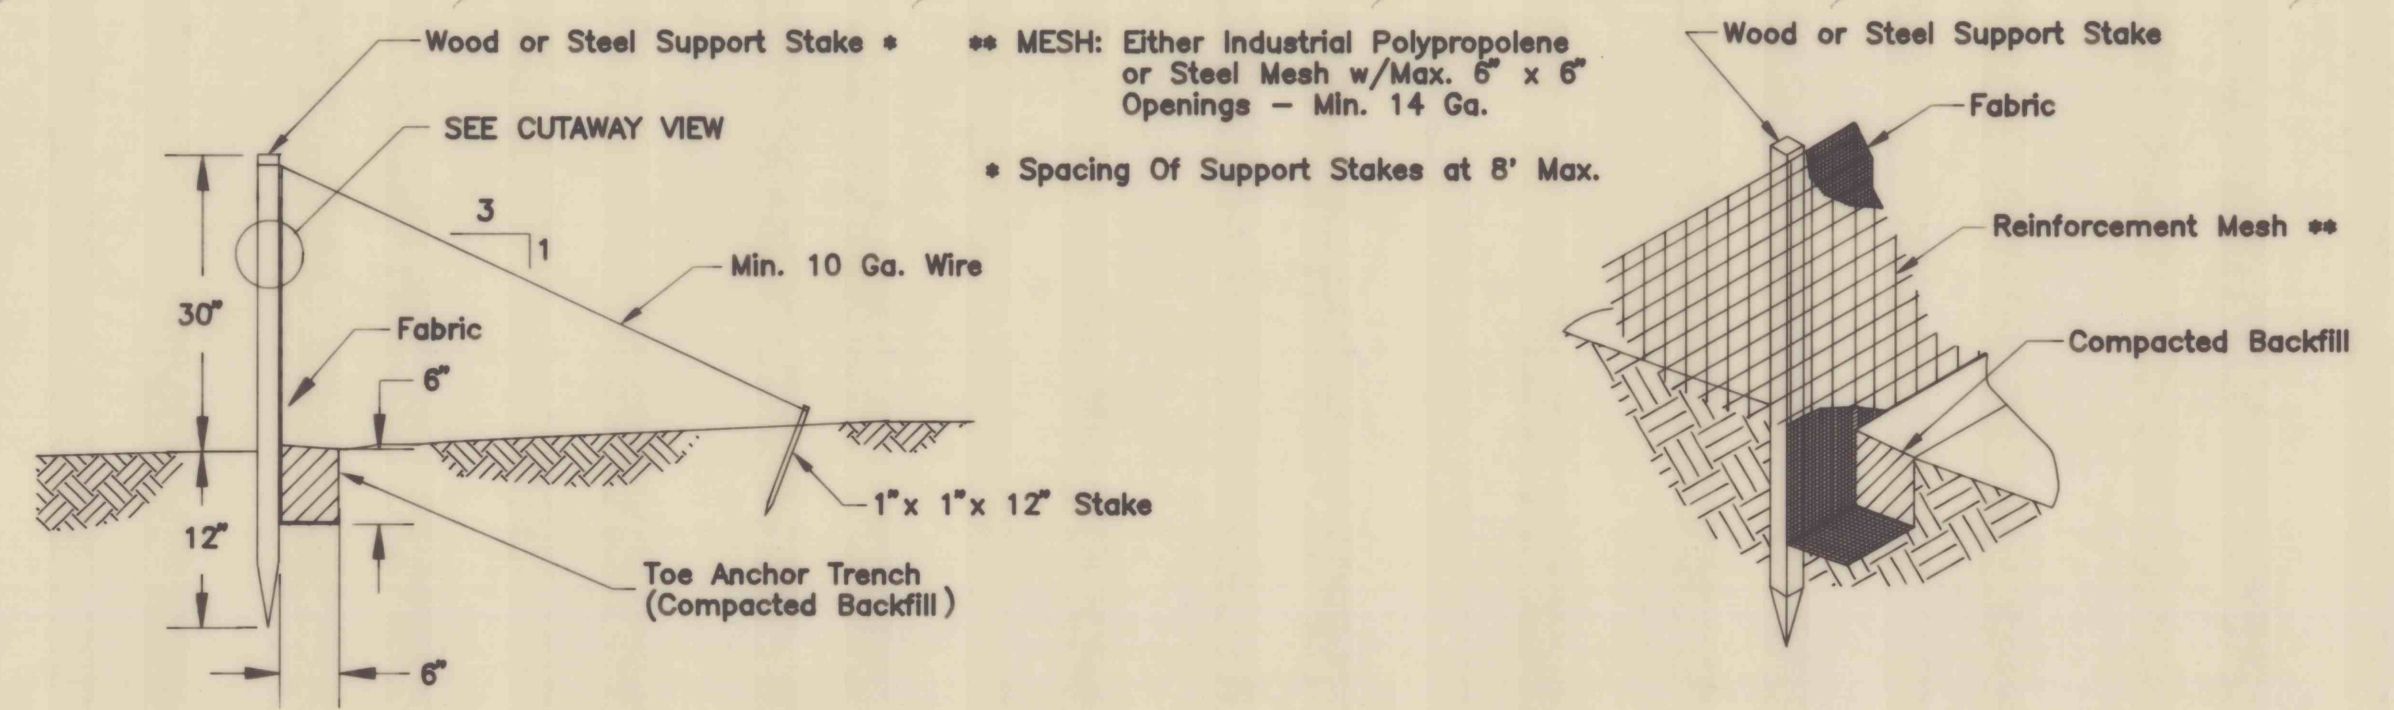 Wood or Steel Support Stake *
SEE CUTAWAY VIEW
** MESH: Either Industrial Polypropolene
or Steel Mesh w/Max. 6" x 6"
Openings – Min. 14 Ga.
* Spacing Of Support Stakes at 8' Max.
3
1
Min. 10 Ga. Wire
30"
Fabric
6"
12"
1"x 1"x 12" Stake
Toe Anchor Trench
(Compacted Backfill)
6"
Wood or Steel Support Stake
Fabric
Reinforcement Mesh **
Compacted Backfill